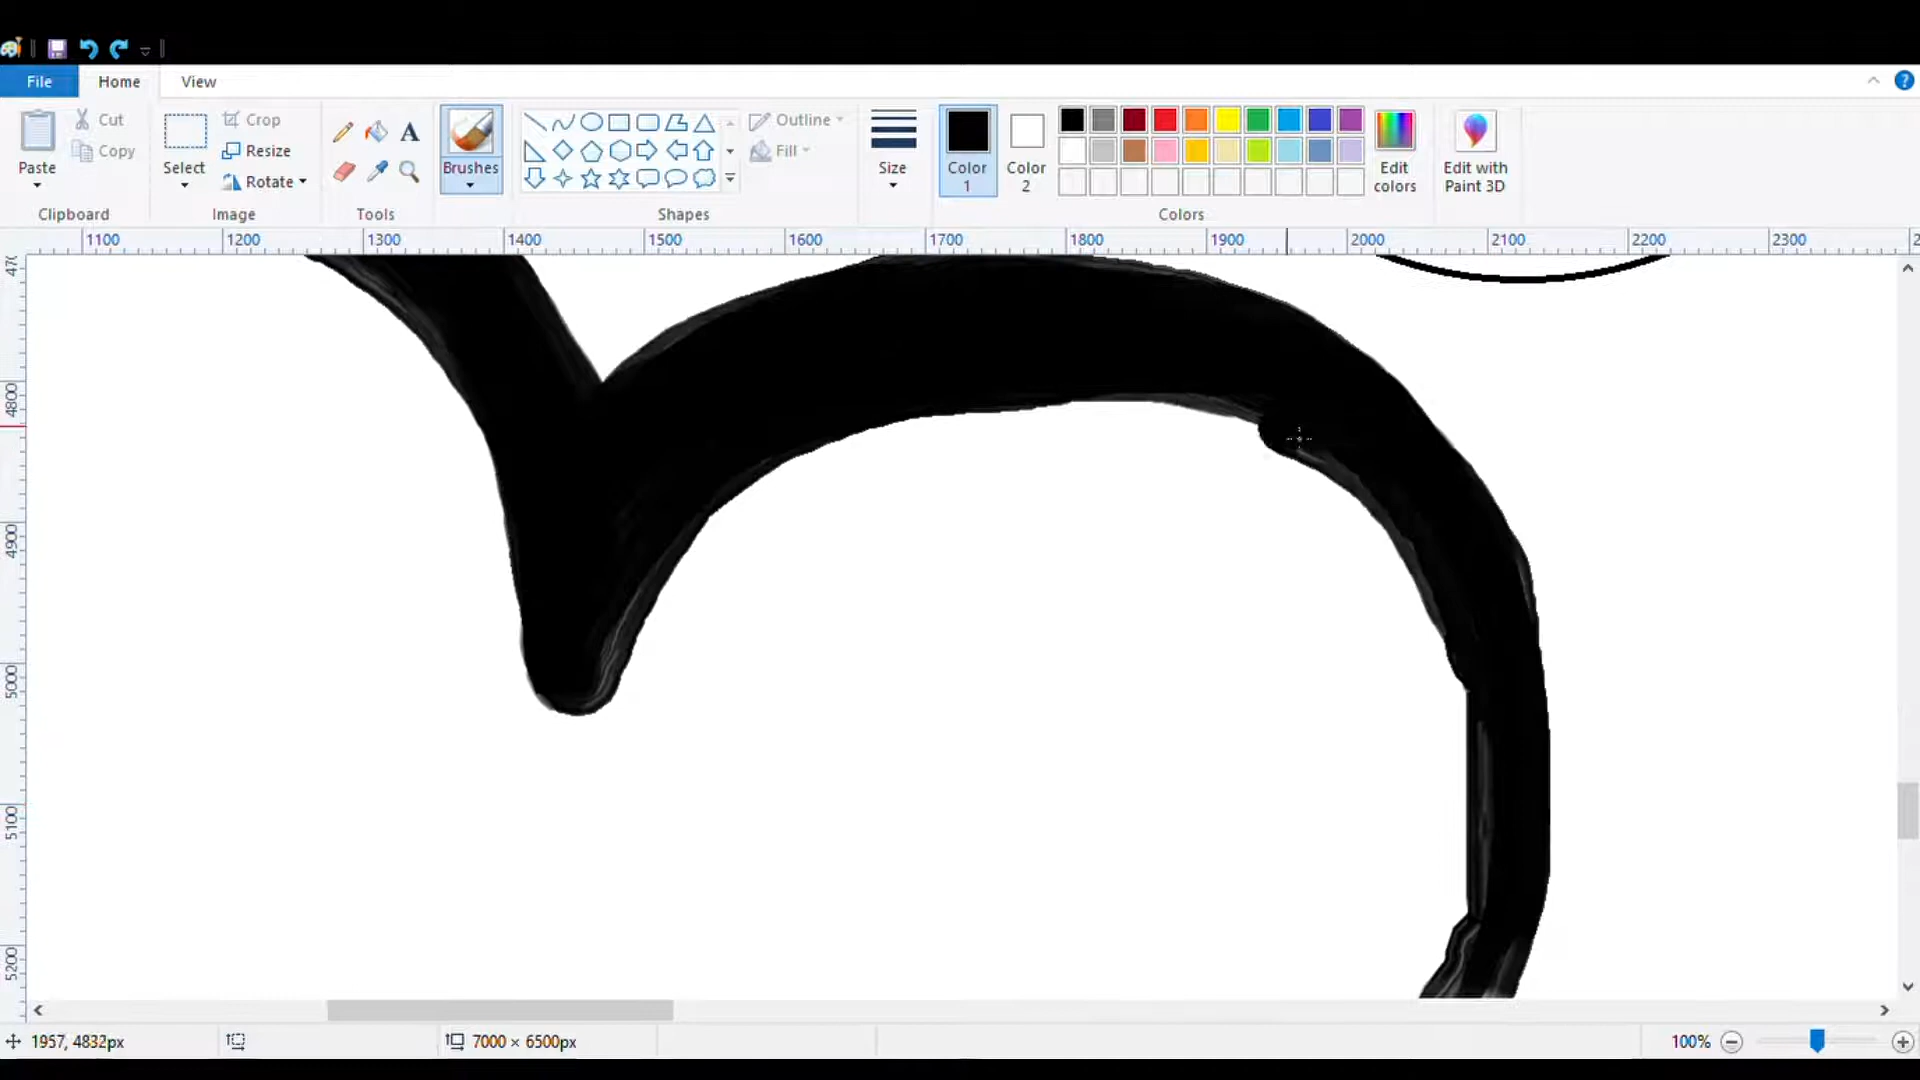 File Home View
Paste Cut Copy Clipboard
Select Crop Resize Rotate Image
A Tools
Brushes
Outline Fill Shapes
Size
Color 1 Color 2
Edit colors Colors
Edit with Paint 3D
1100 1200 1300 1400 1500 1600 1700 1800 1900 2000 2100 2200 2300
4800
4900
5000
5100
5200
1957, 4832px 7000 × 6500px 100%